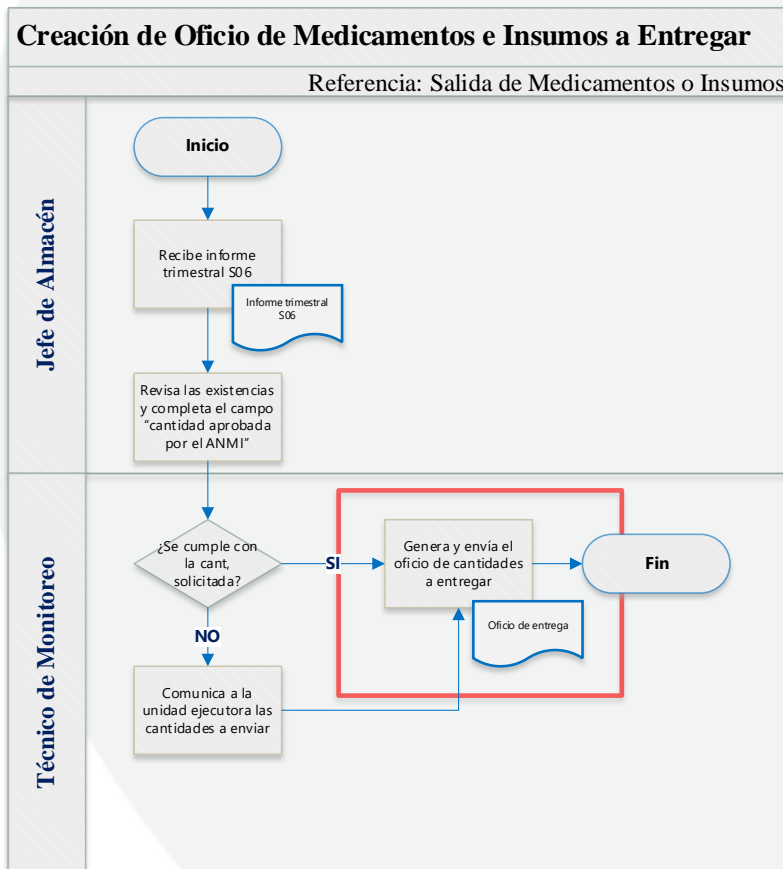 Creación de Oficio de Medicamentos e Insumos a Entregar
Referencia: Salida de Medicamentos o Insumos
Jefe de Almacén
Inicio
Recibe informe
trimestral S06
Informe trimestral
S06
Revisa las existencias
y completa el campo
“cantidad aprobada
por el ANMI”
Técnico de Monitoreo
¿Se cumple con
la cant,
solicitada?
SI
Genera y envía el
oficio de cantidades
a entregar
Oficio de entrega
Fin
NO
Comunica a la
unidad ejecutora las
cantidades a enviar